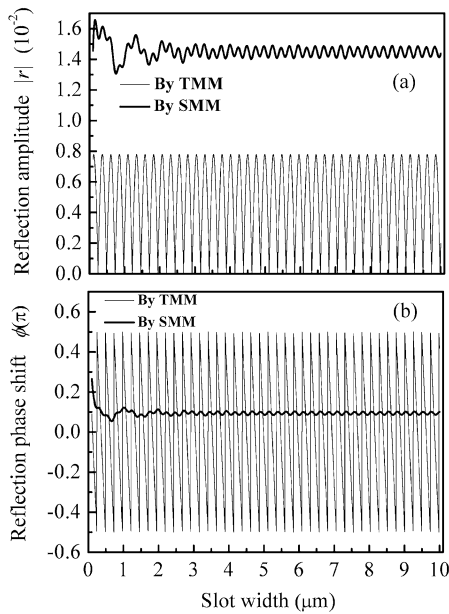 Reflection amplitude |r| (10⁻²)
1.6
1.4
1.2
1.0
0.8
0.6
0.4
0.2
0.0
By TMM
By SMM
(a)
Reflection phase shift ϕ(π)
0.6
0.4
0.2
0.0
-0.2
-0.4
-0.6
By TMM
By SMM
(b)
0 1 2 3 4 5 6 7 8 9 10
Slot width (μm)